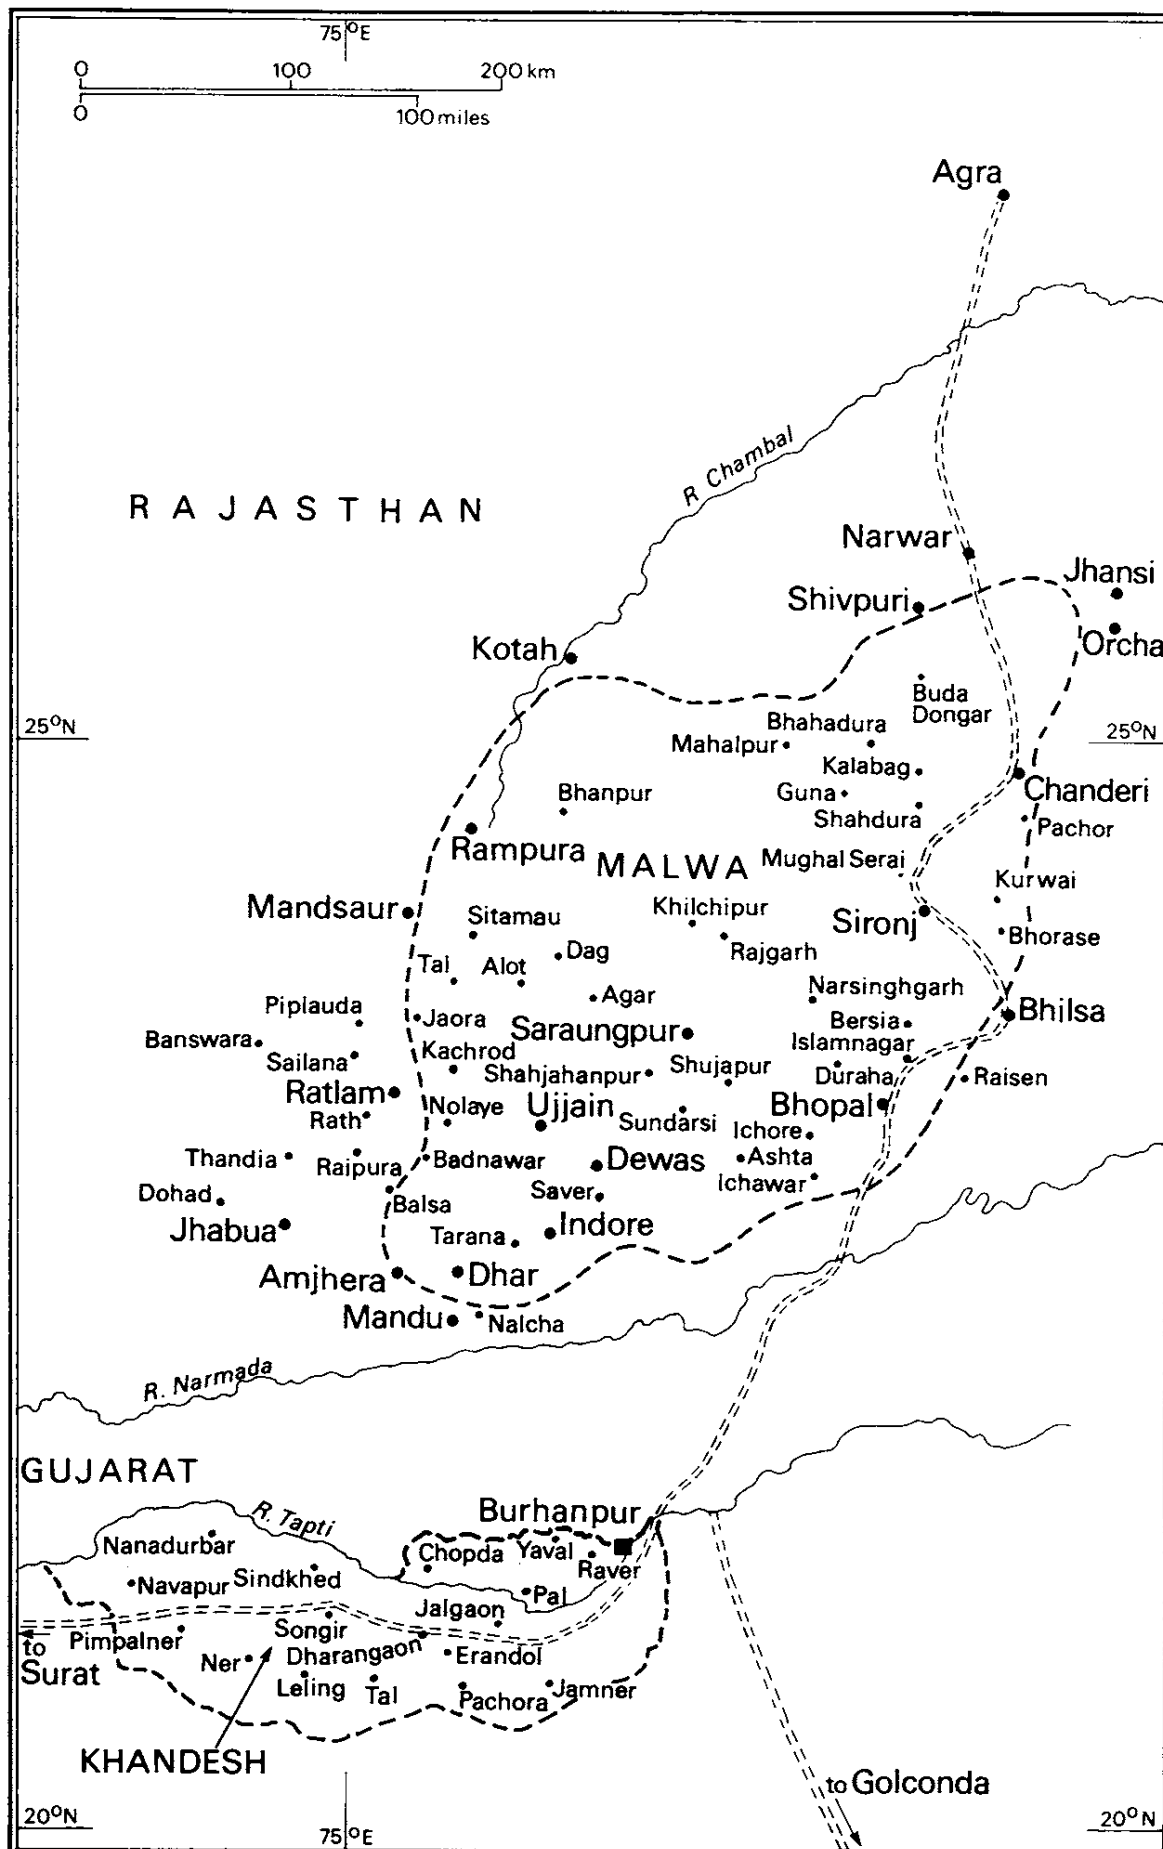 75°E
0 100 200 km
0 100 miles
Agra
R. Chambal
RAJASTHAN
Narwar
Jhansi
Shivpuri
Orcha
Kotah
Buda
Dongar
25°N
Bhahadura
25°N
Mahalpur
Kalabag
Chanderi
Bhanpur
Guna
Shahdura
Pachor
Rampura
MALWA
Mughal Serai
Kurwai
Mandsaur
Sitamau
Khilchipur
Sironj
Bhorase
Dag
Rajgarh
Tal
Alot
Agar
Narsinghgarh
Piplauda
Jaora
Saraungpur
Bersia
Bhilsa
Banswara
Sailana
Kachrod
Islamnagar
Shahjahanpur
Shujapur
Duraha
Raisen
Ratlam
Rath
Nolaye
Ujjain
Sundarsi
Bhopal
Ichore
Thandia
Raipura
Badnawar
Dewas
Ashta
Ichawar
Dohad
Balsa
Saver
Jhabua
Tarana
Indore
Amjhera
Dhar
Mandu
Nalcha
R. Narmada
GUJARAT
R. Tapti
Burhanpur
Nanadurbar
Chopda
Yaval
Raver
Navapur
Sindkhed
Pal
Jalgaon
to
Surat
Pimpalner
Songir
Dharangaon
Erandol
Ner
Leling
Tal
Pachora
Jamner
KHANDESH
to Golconda
20°N
75°E
20°N